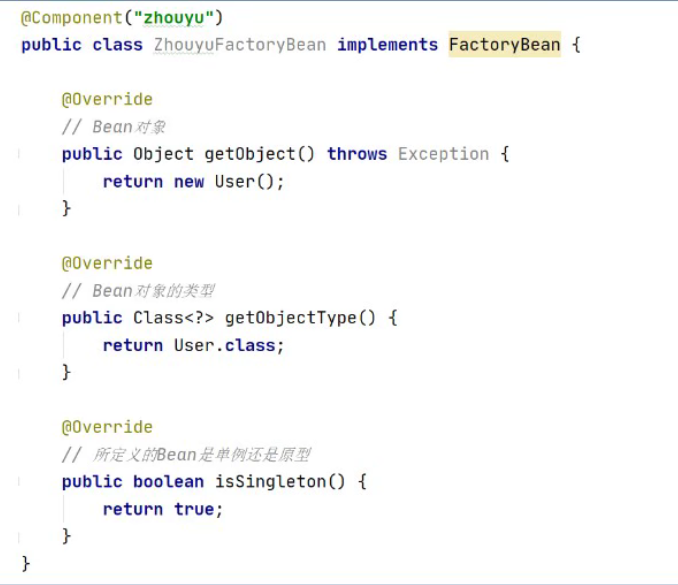 @Component("zhouyu")
public class ZhouyuFactoryBean implements FactoryBean {
@Override
// Bean对象
public Object getObject() throws Exception {
return new User();
}
@Override
// Bean对象的类型
public Class<?> getObjectType() {
return User.class;
}
@Override
// 所定义的Bean是单例还是原型
public boolean isSingleton() {
return true;
}
}